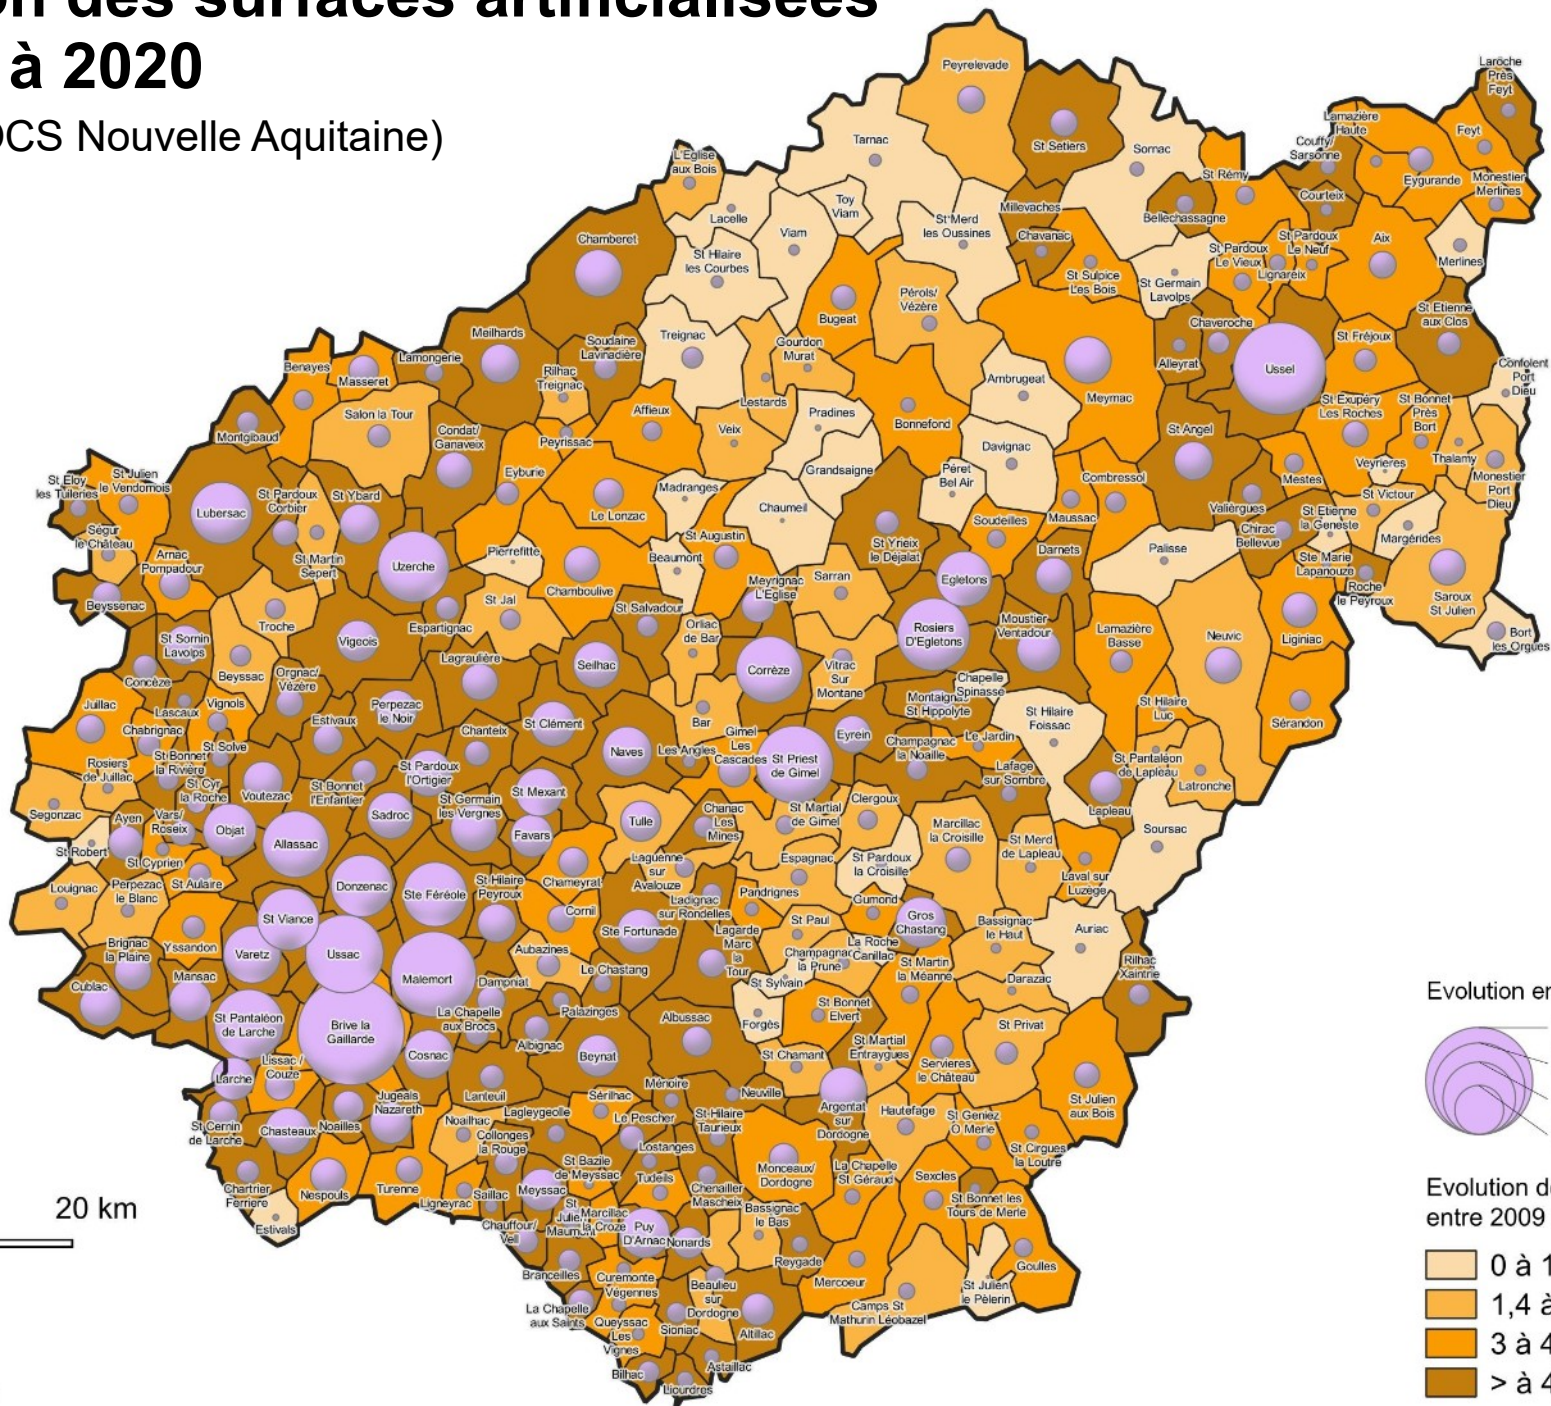 on des surfaces artificialisées
à 2020
OCS Nouvelle Aquitaine)
Peyrelevade
Laroche
Près
Feyt
Tarnac
St Setiers
Sornac
Lamazière
Haute
Feyt
Couffy/
Sarsonne
Eygurande
Monestier
Merlines
L'Eglise
aux Bois
St Rémy
Courteix
Lacelle
Toy
Viam
Millevaches
Bellechassagne
Viam
St Merd
les Oussines
Chavanac
St Pardoux
Le Vieux
St Pardoux
Le Neuf
Aix
Merlines
Chamberet
St Hilaire
les Courbes
St Sulpice
Les Bois
St Germain
Lavolps
Lignareix
Bugeat
Pérols/
Vézère
St Etienne
aux Clos
Meilhards
Soudaine
Lavinadière
Treignac
Gourdon
Murat
Chaveroche
St Fréjoux
Benayes
Masseret
Lamongerie
Rilhac
Treignac
Ambrugeat
Alleyrat
Ussel
Confolent
Port
Dieu
Lestards
Meymac
Salon la Tour
Affieux
Pradines
Bonnefond
St Exupéry
Les Roches
St Bonnet
Près
Bort
Montgibaud
Condat/
Ganaveix
Peyrissac
Veix
Davignac
St Angel
Thalamy
Eyburie
Grandsaigne
Péret
Bel Air
Combressol
Mestes
Veyrières
Monestier
Port
Dieu
St Eloy
les Tuileries
St Julien
le Vendomois
Lubersac
St Pardoux
Corbier
St Ybard
Le Lonzac
Madranges
Chaumeil
Soudeilles
Maussac
Valiergues
St Victour
Ségur
le Château
St Martin
Sepert
Uzerche
Pierrefitte
St Augustin
St Yrieix
le Déjalat
Darnets
Palisse
Chirac
Bellevue
St Etienne
la Geneste
Margérides
Arnac
Pompadour
Chamboulive
Beaumont
Meyrignac
L'Eglise
Sarran
Egletons
Ste Marie
Lapanouze
Roche
le Peyroux
Saroux
St Julien
Beyssenac
Troche
Espartignac
St Jal
St Salvadour
Orliac
de Bar
Rosiers
D'Egletons
Moustier
Ventadour
Lamazière
Basse
Neuvic
Liginiac
Bort
les Orgues
St Sornin
Lavolps
Vigeois
Lagraulière
Seilhac
Corrèze
Vitrac
Sur
Montane
Concèze
Beyssac
Orgnac/
Vézère
Montaignac
St Hippolyte
Chapelle
Spinasse
Juillac
Lascaux
Vignols
Perpezac
le Noir
St Clément
Bar
St Hilaire
Foissac
St Hilaire
Luc
Sérandon
Chabrignac
St Solve
Estivaux
Chanteix
Naves
Les Angles
Gimel
Les
Cascades
St Priest
de Gimel
Eyrein
Champagnac
la Noaille
Le Jardin
Rosiers
de Juillac
St Bonnet
la Rivière
St Cyr
la Roche
Voutezac
St Bonnet
l'Enfantier
St Pardoux
l'Ortigier
St Mexant
Lafage
sur Sombre
St Pantaléon
de Lapleau
Latronche
Segonzac
Ayen
Vars/
Roseix
Objat
Sadroc
St Germain
les Vergnes
Favars
Tulle
Chanac
Les
Mines
St Martial
de Gimel
Clergoux
Marcillac
la Croisille
Lapleau
Soursac
St Robert
St Cyprien
Allassac
Laguenne
sur
Avalouze
Espagnac
St Pardoux
la Croisille
St Merd
de Lapleau
Louignac
Perpezac
le Blanc
St Aulaire
Donzenac
Ste Féréole
St Hilaire
Peyroux
Chameyrat
Ladignac
sur Rondelles
Pandrignes
Gumond
Laval sur
Luzège
St Viance
Cornil
Ste Fortunade
Lagarde
Marc
la
Tour
St Paul
Gros
Chastang
Bassignac
le Haut
Auriac
Brignac
la Plaine
Yssandon
Varetz
Ussac
Malemort
Aubazines
Le Chastang
Champagnac
la Prune
La Roche
Canillac
St Martin
la Méanne
Rilhac
Xaintrie
Cublac
Mansac
Dampniat
St Sylvain
Darazac
Evolution en
St Pantaléon
de Larche
Brive la
Gaillarde
La Chapelle
aux Brocs
Palazinges
Albussac
Forgès
St Bonnet
Elvert
St Privat
Cosnac
Albignac
Beynat
St Chamant
St Martial
Entraygues
Servieres
le Château
Larche
Lissac /
Couze
Jugeals
Nazareth
Lanteuil
Sérilhac
Ménoire
Neuville
Argentat
sur
Dordogne
Hautefage
St Geniez
O Merle
St Julien
aux Bois
St Cernin
de Larche
Chasteaux
Noailles
Noailhac
Lagleygeolle
Le Pescher
St-Hilaire
Taurieux
Collonges
la Rouge
Lostanges
St Cirgues
la Loutre
Chartrier
Ferrière
Nespouls
Turenne
Ligneyrac
Saillac
Meyssac
St Bazile
de Meyssac
Tudeils
Chenailler
Mascheix
Monceaux/
Dordogne
La Chapelle
St Géraud
Sexcles
St Bonnet les
Tours de Merle
Evolution d
entre 2009
20 km
Estivals
Chauffour/
Vell
St
Julien
Maumont
Marcillac
la Croze
Puy
D'Arnac
Nonards
Bassignac
le Bas
Reygade
Mercoeur
Goulles
0 à 1
Branceilles
Curemonte
Végennes
Beaulieu
sur
Dordogne
St Julien
le Pèlerin
1,4 à
La Chapelle
aux Saints
Queyssac
Les
Vignes
Sioniac
Altillac
Camps St
Mathurin Léobazel
3 à 4
Bilhac
Astaillac
Liourdres
> à 4